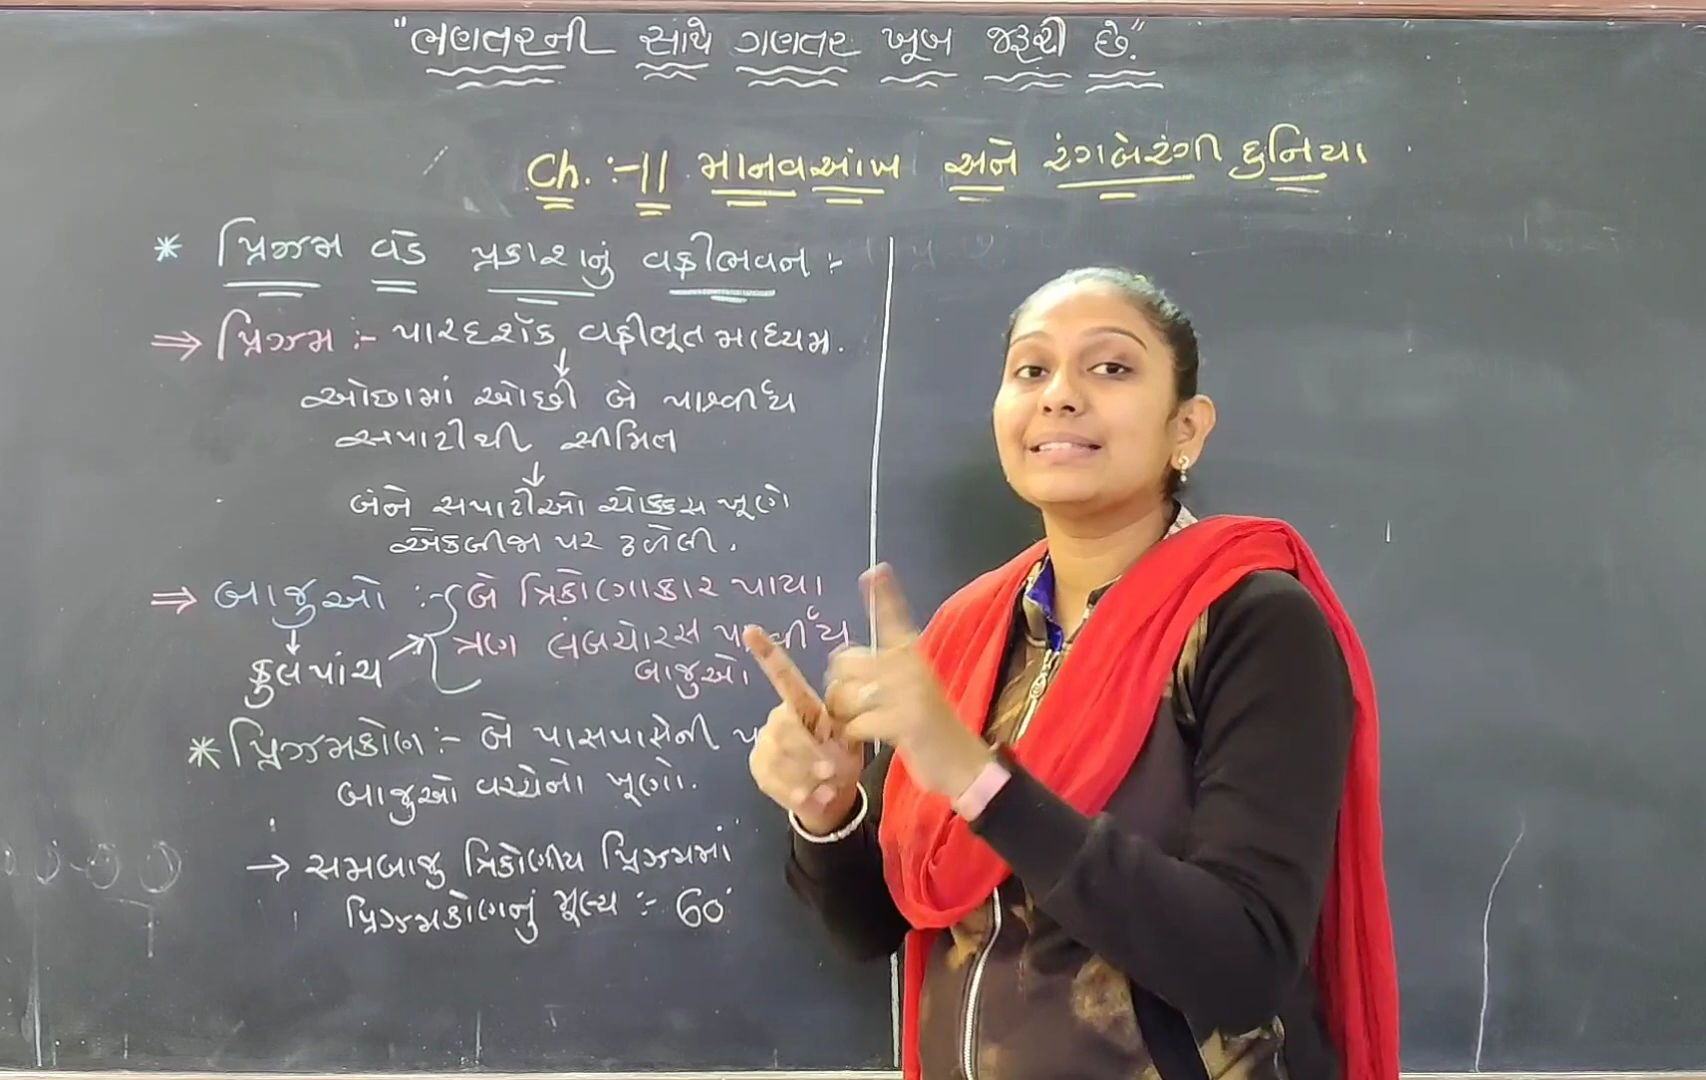 "ભણતરની સાથે ગણતર ખૂબ જરૂરી છે."
Ch. :- 11 માનવઆંખ અને રંગબેરંગી દુનિયા
* પ્રિઝમ વડે પ્રકાશનું વક્રીભવન :-
⇒ પ્રિઝમ :- પારદર્શક વક્રીભૂત માધ્યમ.
↓
ઓછામાં ઓછી બે પાર્શ્વીય
સપાટીથી સીમિત
↓
બંને સપાટીઓ ચોક્કસ ખૂણે
એકબીજા પર ઢળેલી.
⇒ બાજુઓ :- બે ત્રિકોણાકાર પાયા
↓
ત્રણ લંબચોરસ પાર્શ્વીય
કુલ પાંચ → બાજુઓ
* પ્રિઝમકોણ :- બે પાસપાસેની
બાજુઓ વચ્ચેનો ખૂણો.
→ સમબાજુ ત્રિકોણીય પ્રિઝમમાં
પ્રિઝમકોણનું મૂલ્ય :- 60°